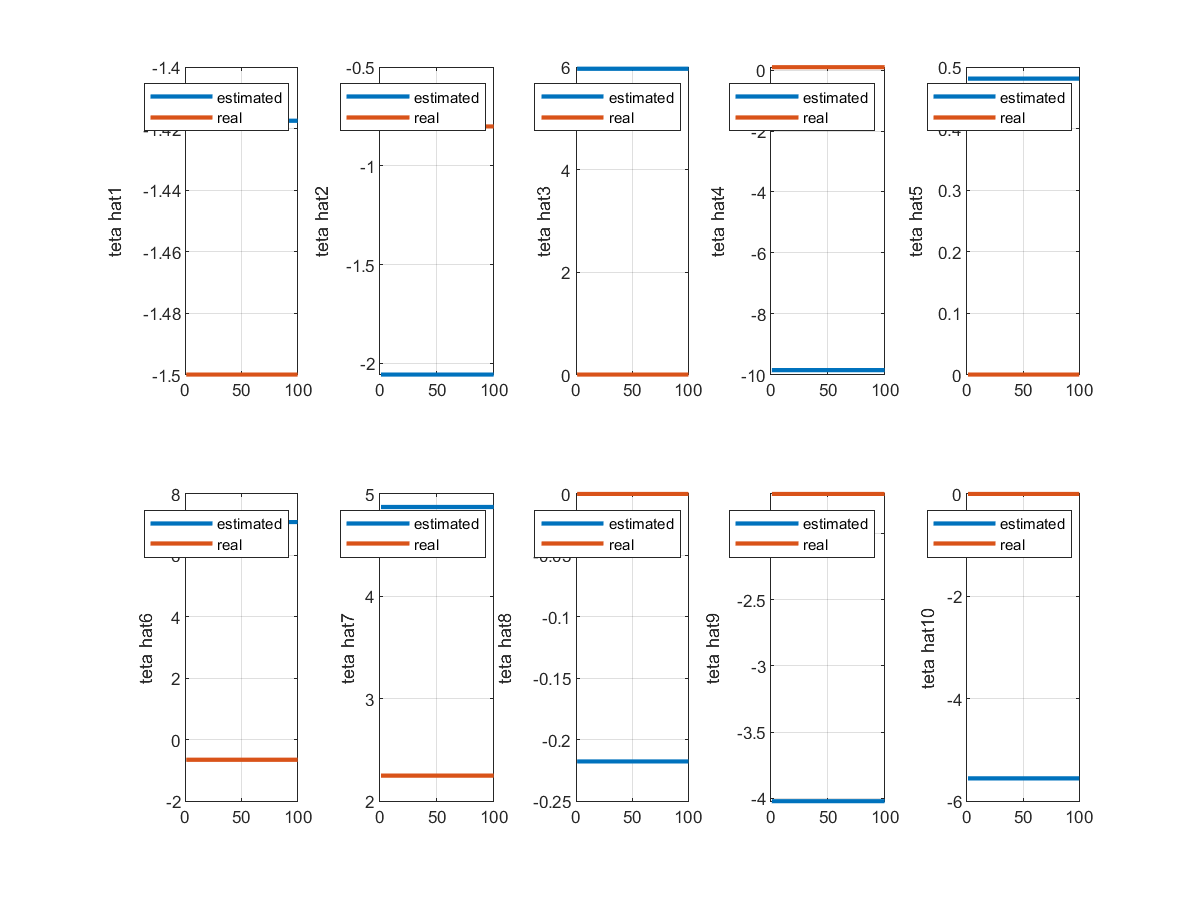 -1.4
-1.42
-1.44
-1.46
-1.48
-1.5
0 50 100
teta hat1
estimated
real
-0.5
-1
-1.5
-2
0 50 100
teta hat2
estimated
real
6
4
2
0
0 50 100
teta hat3
estimated
real
0
-2
-4
-6
-8
-10
0 50 100
teta hat4
estimated
real
0.5
0.4
0.3
0.2
0.1
0
0 50 100
teta hat5
estimated
real
8
6
4
2
0
-2
0 50 100
teta hat6
estimated
real
5
4
3
2
0 50 100
teta hat7
estimated
real
0
-0.05
-0.1
-0.15
-0.2
-0.25
0 50 100
teta hat8
estimated
real
-2.5
-3
-3.5
-4
0 50 100
teta hat9
estimated
real
0
-2
-4
-6
0 50 100
teta hat10
estimated
real